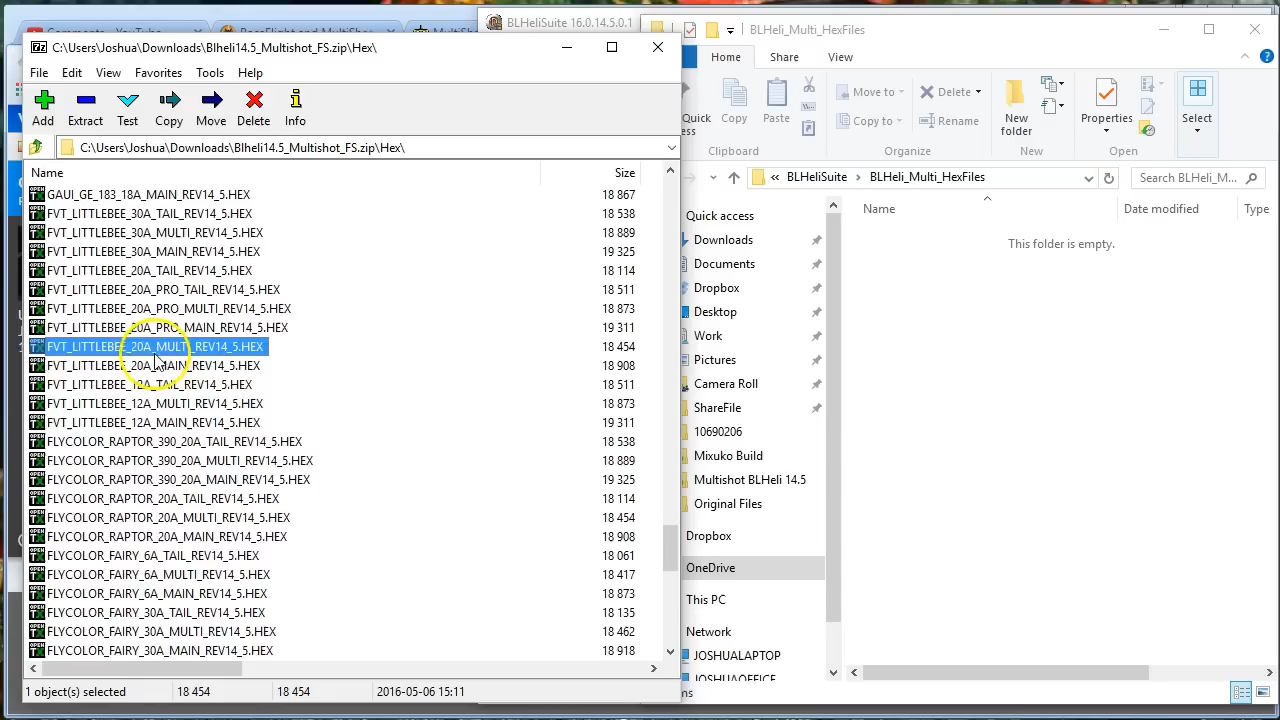 BLHeliSuite 16.0.14.5.0.1
BLHeli_Multi_HexFiles
C:\Users\Joshua\Downloads\Blheli14.5_Multishot_FS.zip\Hex\
File Edit View Favorites Tools Help
Add Extract Test Copy Move Delete Info
C:\Users\Joshua\Downloads\Blheli14.5_Multishot_FS.zip\Hex\
Name Size
GAUI_GE_183_18A_MAIN_REV14_5.HEX 18 867
FVT_LITTLEBEE_30A_TAIL_REV14_5.HEX 18 538
FVT_LITTLEBEE_30A_MULTI_REV14_5.HEX 18 889
FVT_LITTLEBEE_30A_MAIN_REV14_5.HEX 19 325
FVT_LITTLEBEE_20A_TAIL_REV14_5.HEX 18 114
FVT_LITTLEBEE_20A_PRO_TAIL_REV14_5.HEX 18 511
FVT_LITTLEBEE_20A_PRO_MULTI_REV14_5.HEX 18 873
FVT_LITTLEBEE_20A_PRO_MAIN_REV14_5.HEX 19 311
FVT_LITTLEBEE_20A_MULTI_REV14_5.HEX 18 454
FVT_LITTLEBEE_20A_MAIN_REV14_5.HEX 18 908
FVT_LITTLEBEE_12A_TAIL_REV14_5.HEX 18 511
FVT_LITTLEBEE_12A_MULTI_REV14_5.HEX 18 873
FVT_LITTLEBEE_12A_MAIN_REV14_5.HEX 19 311
FLYCOLOR_RAPTOR_390_20A_TAIL_REV14_5.HEX 18 538
FLYCOLOR_RAPTOR_390_20A_MULTI_REV14_5.HEX 18 889
FLYCOLOR_RAPTOR_390_20A_MAIN_REV14_5.HEX 19 325
FLYCOLOR_RAPTOR_20A_TAIL_REV14_5.HEX 18 114
FLYCOLOR_RAPTOR_20A_MULTI_REV14_5.HEX 18 454
FLYCOLOR_RAPTOR_20A_MAIN_REV14_5.HEX 18 908
FLYCOLOR_FAIRY_6A_TAIL_REV14_5.HEX 18 061
FLYCOLOR_FAIRY_6A_MULTI_REV14_5.HEX 18 417
FLYCOLOR_FAIRY_6A_MAIN_REV14_5.HEX 18 873
FLYCOLOR_FAIRY_30A_TAIL_REV14_5.HEX 18 135
FLYCOLOR_FAIRY_30A_MULTI_REV14_5.HEX 18 462
FLYCOLOR_FAIRY_30A_MAIN_REV14_5.HEX 18 918
1 object(s) selected 18 454 18 454 2016-03-06 15:11
Home Share View
Quick
ess
Copy
Paste
Clipboard
Move to
Copy to
Delete
Rename
Organize
New
folder
New
Properties
Open
Select
« BLHeliSuite > BLHeli_Multi_HexFiles
Search BLHeli_M...
Quick access
Downloads
Documents
Dropbox
Desktop
Work
Pictures
Camera Roll
ShareFile
10690206
Mixuko Build
Multishot BLHeli 14.5
Original Files
Dropbox
OneDrive
This PC
Network
JOSHUALAPTOP
JOSHUAOFFICE
ms
Name Date modified Type
This folder is empty.